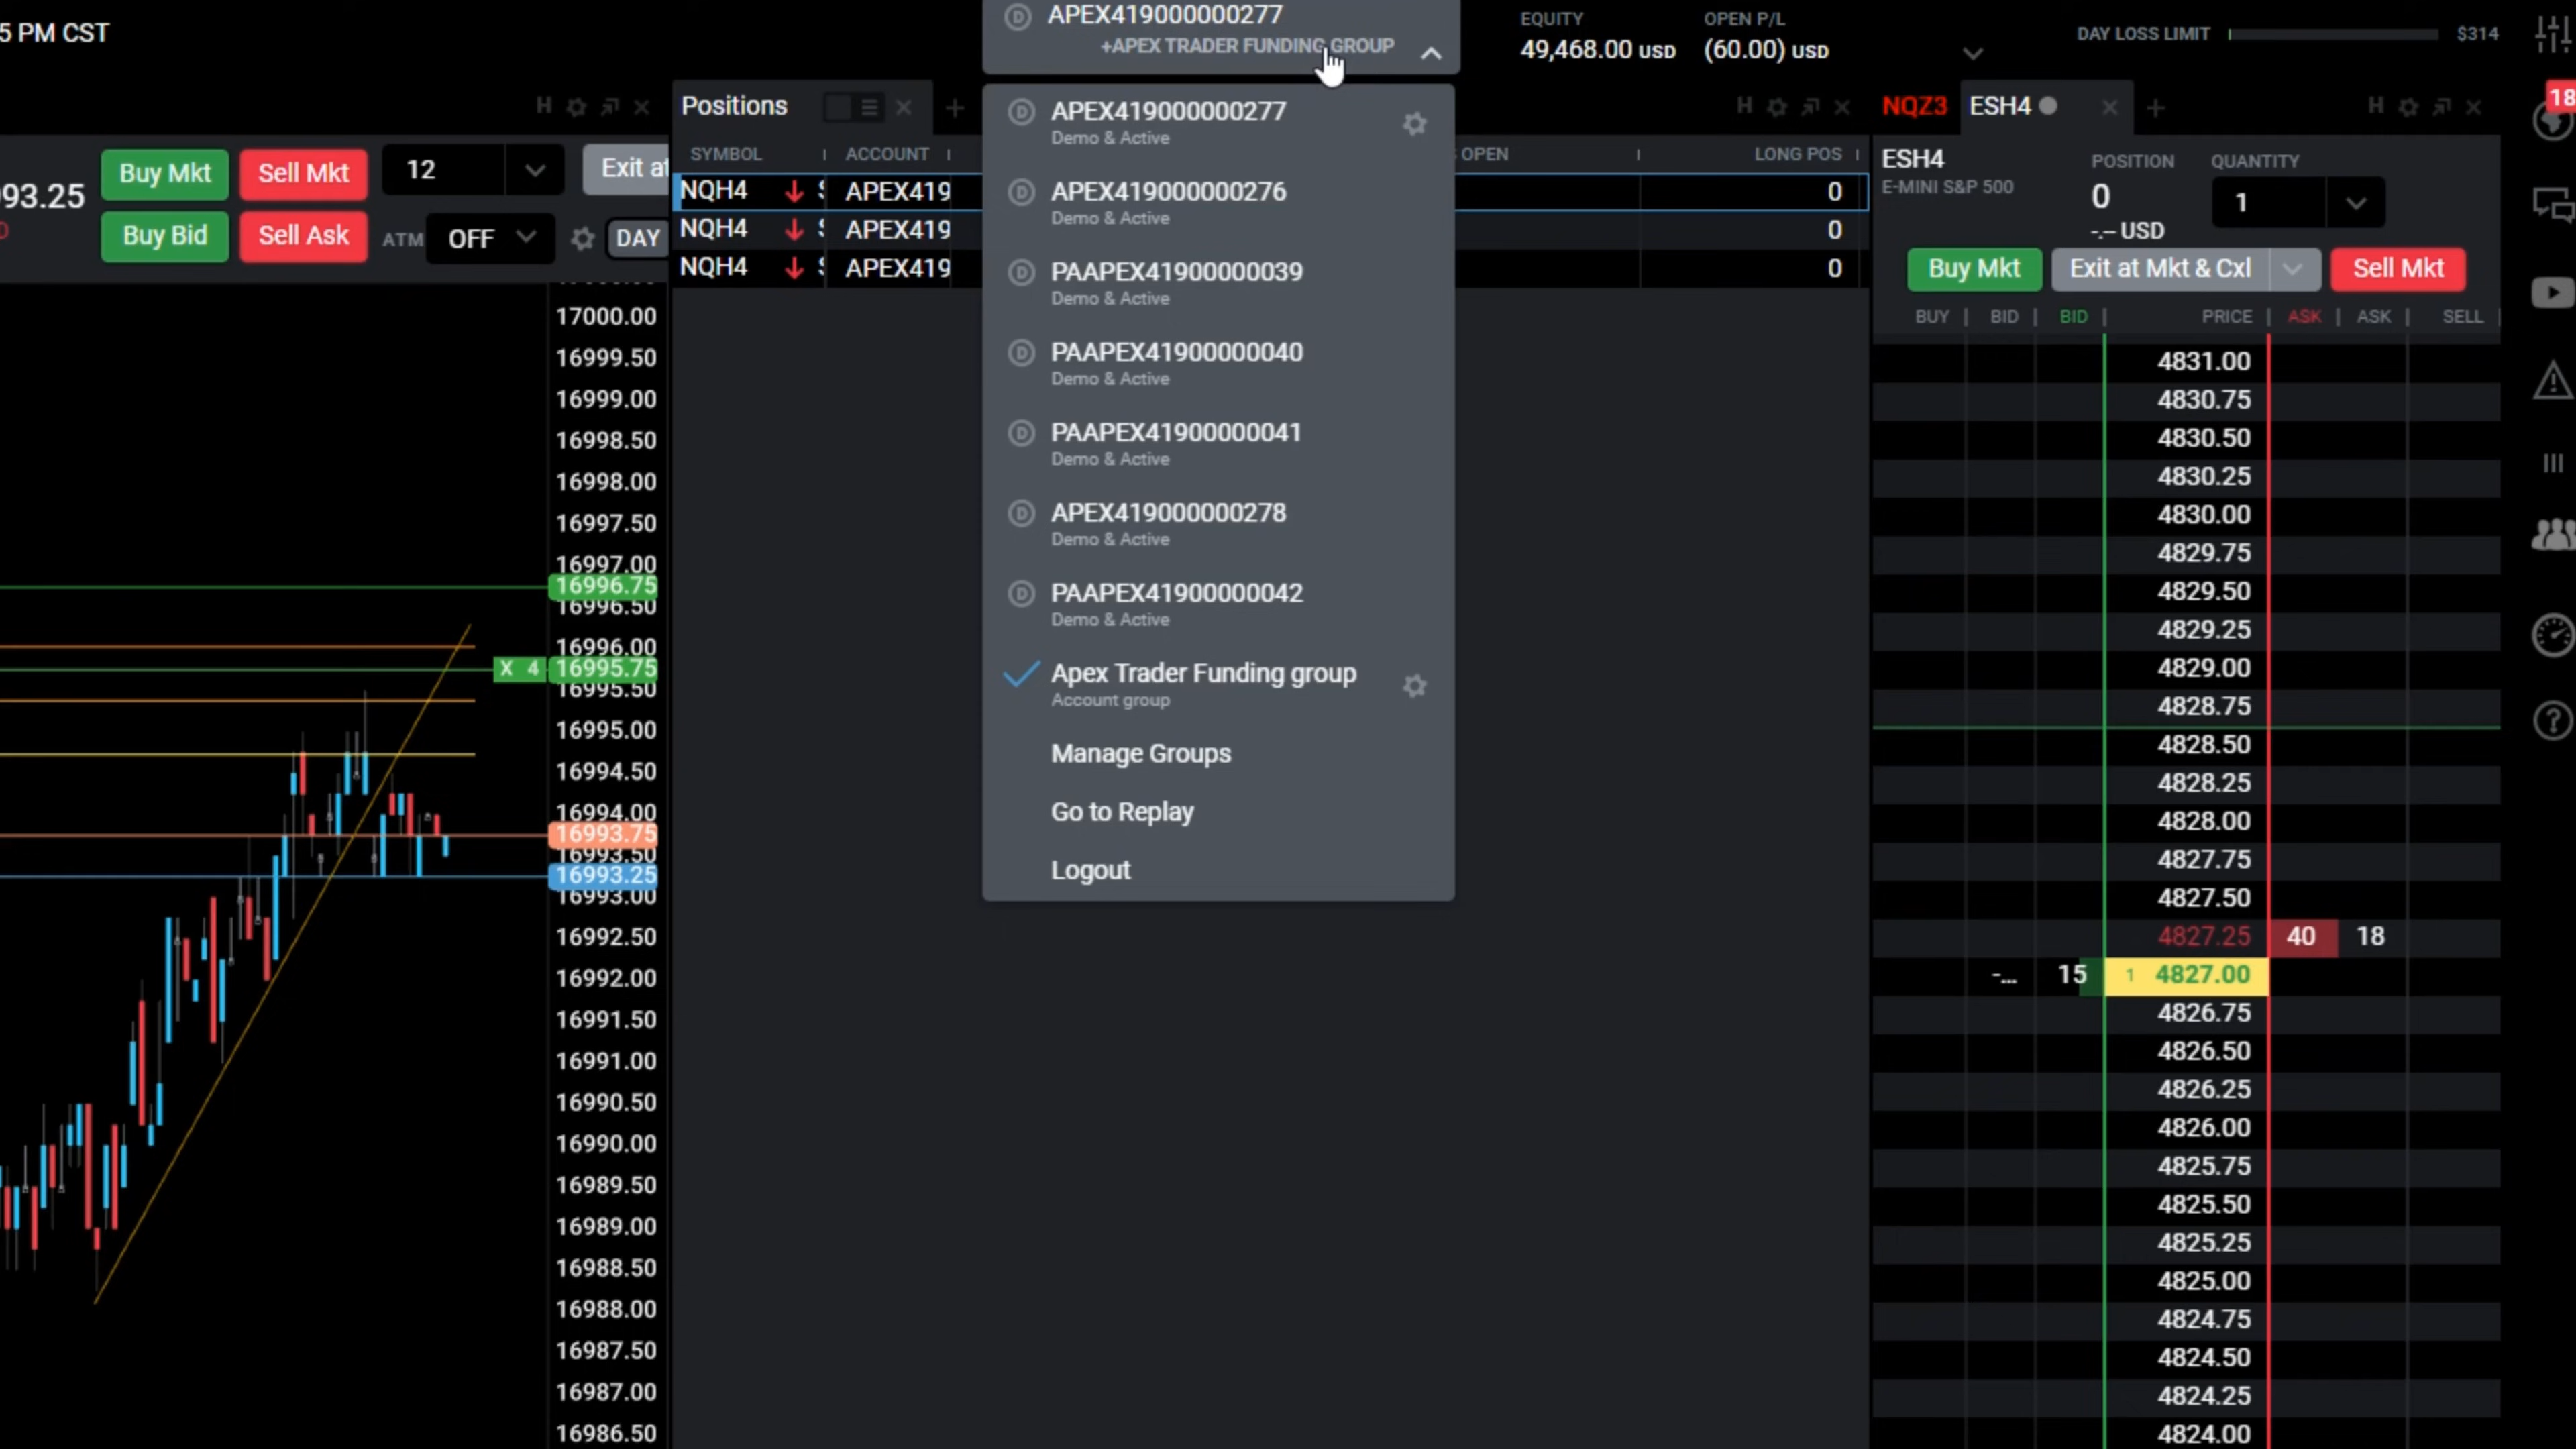 5 PM CST
APEX419000000277
+APEX TRADER FUNDING GROUP
EQUITY
49,468.00 USD
OPEN P/L
(60.00) USD
DAY LOSS LIMIT
$314
18
H
Positions
H
NQZ3
ESH4
H
93.25
Buy Mkt
Sell Mkt
12
Exit at
Buy Bid
Sell Ask
ATM
OFF
DAY
SYMBOL
ACCOUNT
OPEN
LONG POS
NQH4
APEX419
0
NQH4
APEX419
0
NQH4
APEX419
0
APEX419000000277
Demo & Active
APEX419000000276
Demo & Active
PAAPEX41900000039
Demo & Active
PAAPEX41900000040
Demo & Active
PAAPEX41900000041
Demo & Active
APEX419000000278
Demo & Active
PAAPEX41900000042
Demo & Active
Apex Trader Funding group
Account group
Manage Groups
Go to Replay
Logout
ESH4
E-MINI S&P 500
POSITION
0
-.-- USD
QUANTITY
1
Buy Mkt
Exit at Mkt & Cxl
Sell Mkt
BUY
BID
BID
PRICE
ASK
ASK
SELL
17000.00
16999.50
16999.00
16998.50
16998.00
16997.50
16997.00
16996.75
16996.50
16996.00
X 4
16995.75
16995.50
16995.00
16994.50
16994.00
16993.75
16993.50
16993.25
16993.00
16992.50
16992.00
16991.50
16991.00
16990.50
16990.00
16989.50
16989.00
16988.50
16988.00
16987.50
16987.00
16986.50
4831.00
4830.75
4830.50
4830.25
4830.00
4829.75
4829.50
4829.25
4829.00
4828.75
4828.50
4828.25
4828.00
4827.75
4827.50
4827.25 40 18
-... 15 1 4827.00
4826.75
4826.50
4826.25
4826.00
4825.75
4825.50
4825.25
4825.00
4824.75
4824.50
4824.25
4824.00